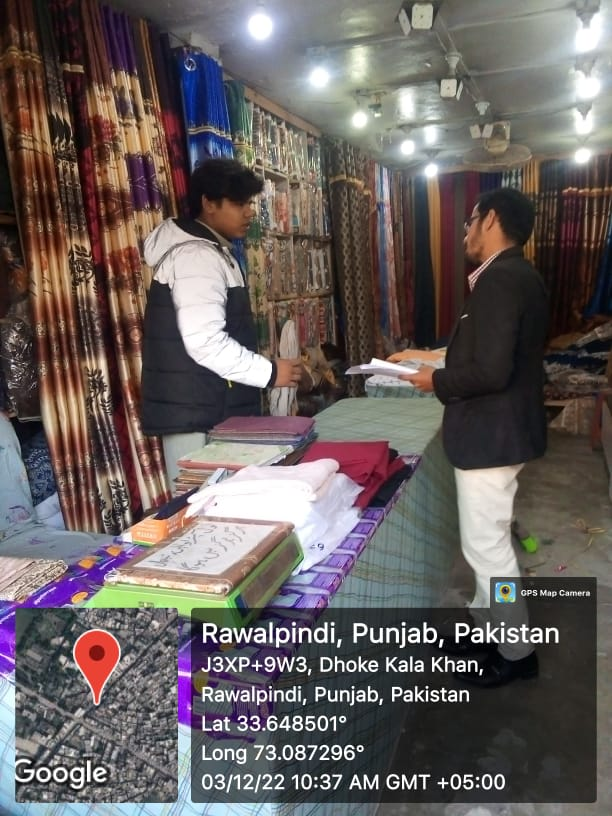 GPS Map Camera
Rawalpindi, Punjab, Pakistan
J3XP+9W3, Dhoke Kala Khan,
Rawalpindi, Punjab, Pakistan
Lat 33.648501°
Long 73.087296°
03/12/22 10:37 AM GMT +05:00
Google